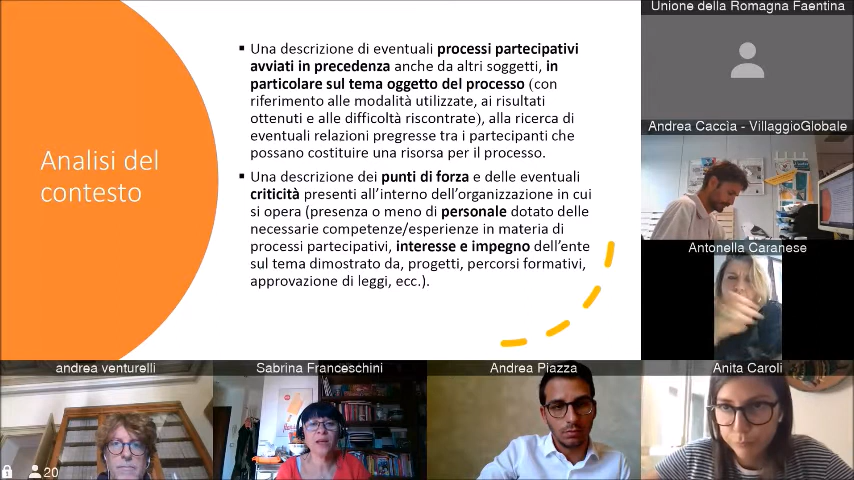 Unione della Romagna Faentina
Analisi del
contesto
▪ Una descrizione di eventuali processi partecipativi
avviati in precedenza anche da altri soggetti, in
particolare sul tema oggetto del processo (con
riferimento alle modalità utilizzate, ai risultati
ottenuti e alle difficoltà riscontrate), alla ricerca di
eventuali relazioni pregresse tra i partecipanti che
possano costituire una risorsa per il processo.
▪ Una descrizione dei punti di forza e delle eventuali
criticità presenti all'interno dell'organizzazione in cui
si opera (presenza o meno di personale dotato delle
necessarie competenze/esperienze in materia di
processi partecipativi, interesse e impegno dell'ente
sul tema dimostrato da, progetti, percorsi formativi,
approvazione di leggi, ecc.).
Andrea Caccìa - VillaggioGlobale
Antonella Caranese
andrea venturelli
Sabrina Franceschini
Andrea Piazza
Anita Caroli
20